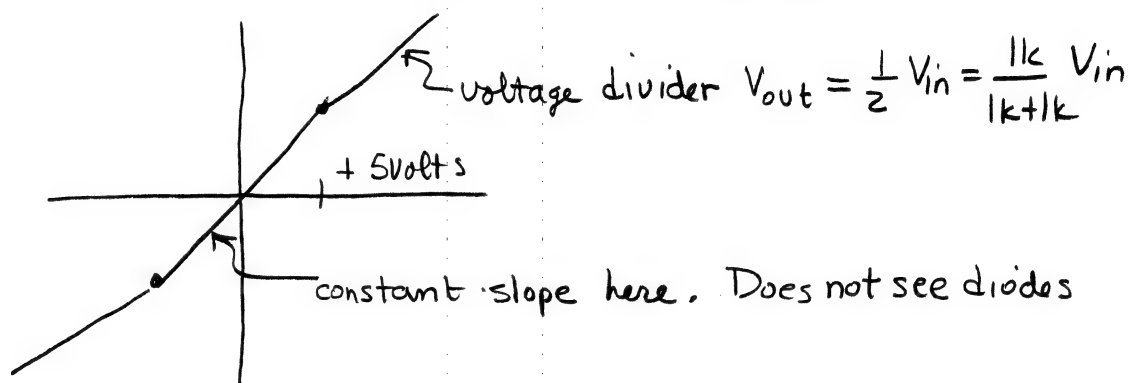 voltage divider Vout = 1/2 Vin = 1k/(1k+1k) Vin
+ 5volts
constant slope here. Does not see diodes